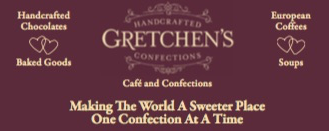 Handcrafted
Chocolates
Baked Goods
HANDCRAFTED
GRETCHEN'S
CONFECTIONS
Café and Confections
European
Coffees
Soups
Making The World A Sweeter Place
One Confection At A Time